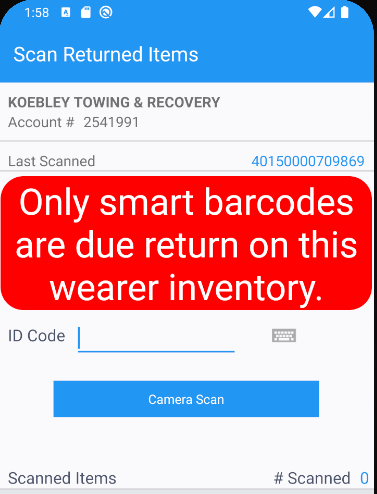 1:58
Scan Returned Items
KOEBLEY TOWING & RECOVERY
Account # 2541991
Last Scanned 40150000709869
Only smart barcodes
are due return on this
wearer inventory.
ID Code
Camera Scan
Scanned Items # Scanned 0